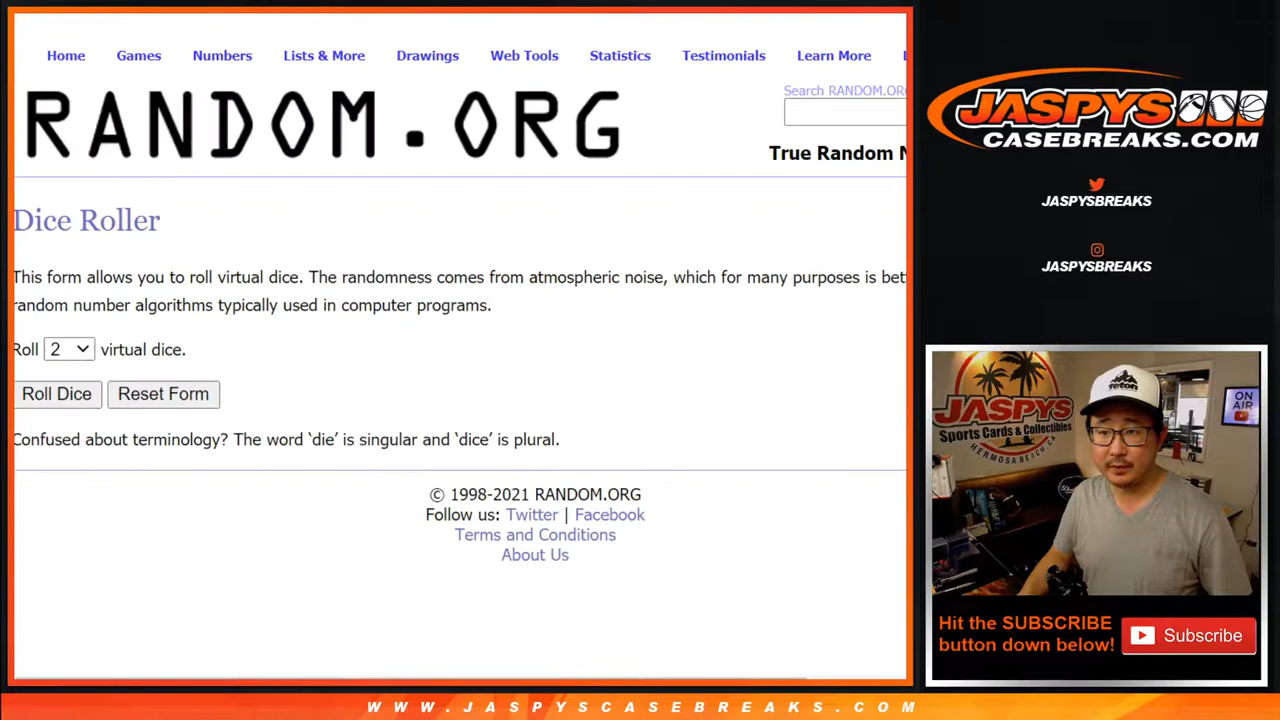 Home Games Numbers Lists & More Drawings Web Tools Statistics Testimonials Learn More
RANDOM.ORG
Search RANDOM.ORG
True Random N
Dice Roller
This form allows you to roll virtual dice. The randomness comes from atmospheric noise, which for many purposes is bet
random number algorithms typically used in computer programs.
Roll 2 virtual dice.
Roll Dice Reset Form
Confused about terminology? The word ‘die’ is singular and ‘dice’ is plural.
© 1998-2021 RANDOM.ORG
Follow us: Twitter | Facebook
Terms and Conditions
About Us
JASPYS
CASEBREAKS.COM
JASPYSBREAKS
JASPYSBREAKS
JASPYS
Sports Cards & Collectibles
HERMOSA BEACH, CA
TETON
ON
AIR
Hit the SUBSCRIBE
button down below!
Subscribe
WWW.JASPYSCASEBREAKS.COM